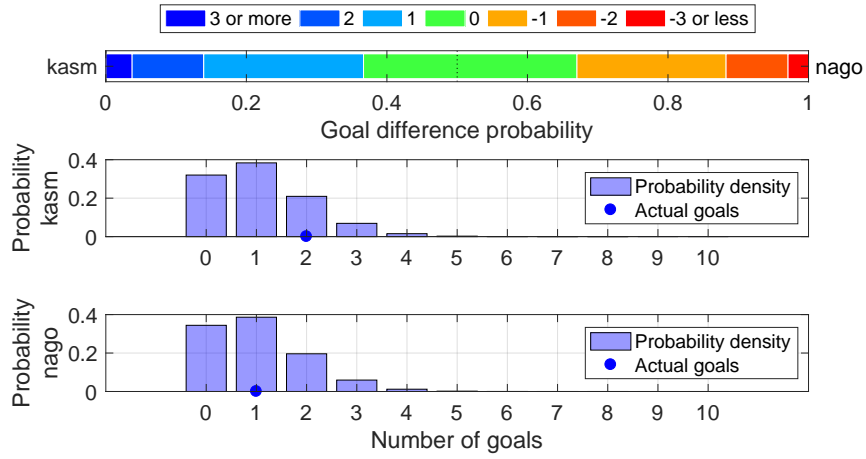 3 or more 2 1 0 -1 -2 -3 or less
kasm nago
0 0.2 0.4 0.6 0.8 1
Goal difference probability
Probability
kasm
0.4
0.2
0
Probability density
Actual goals
0 1 2 3 4 5 6 7 8 9 10
Probability
nago
0.4
0.2
0
Probability density
Actual goals
0 1 2 3 4 5 6 7 8 9 10
Number of goals